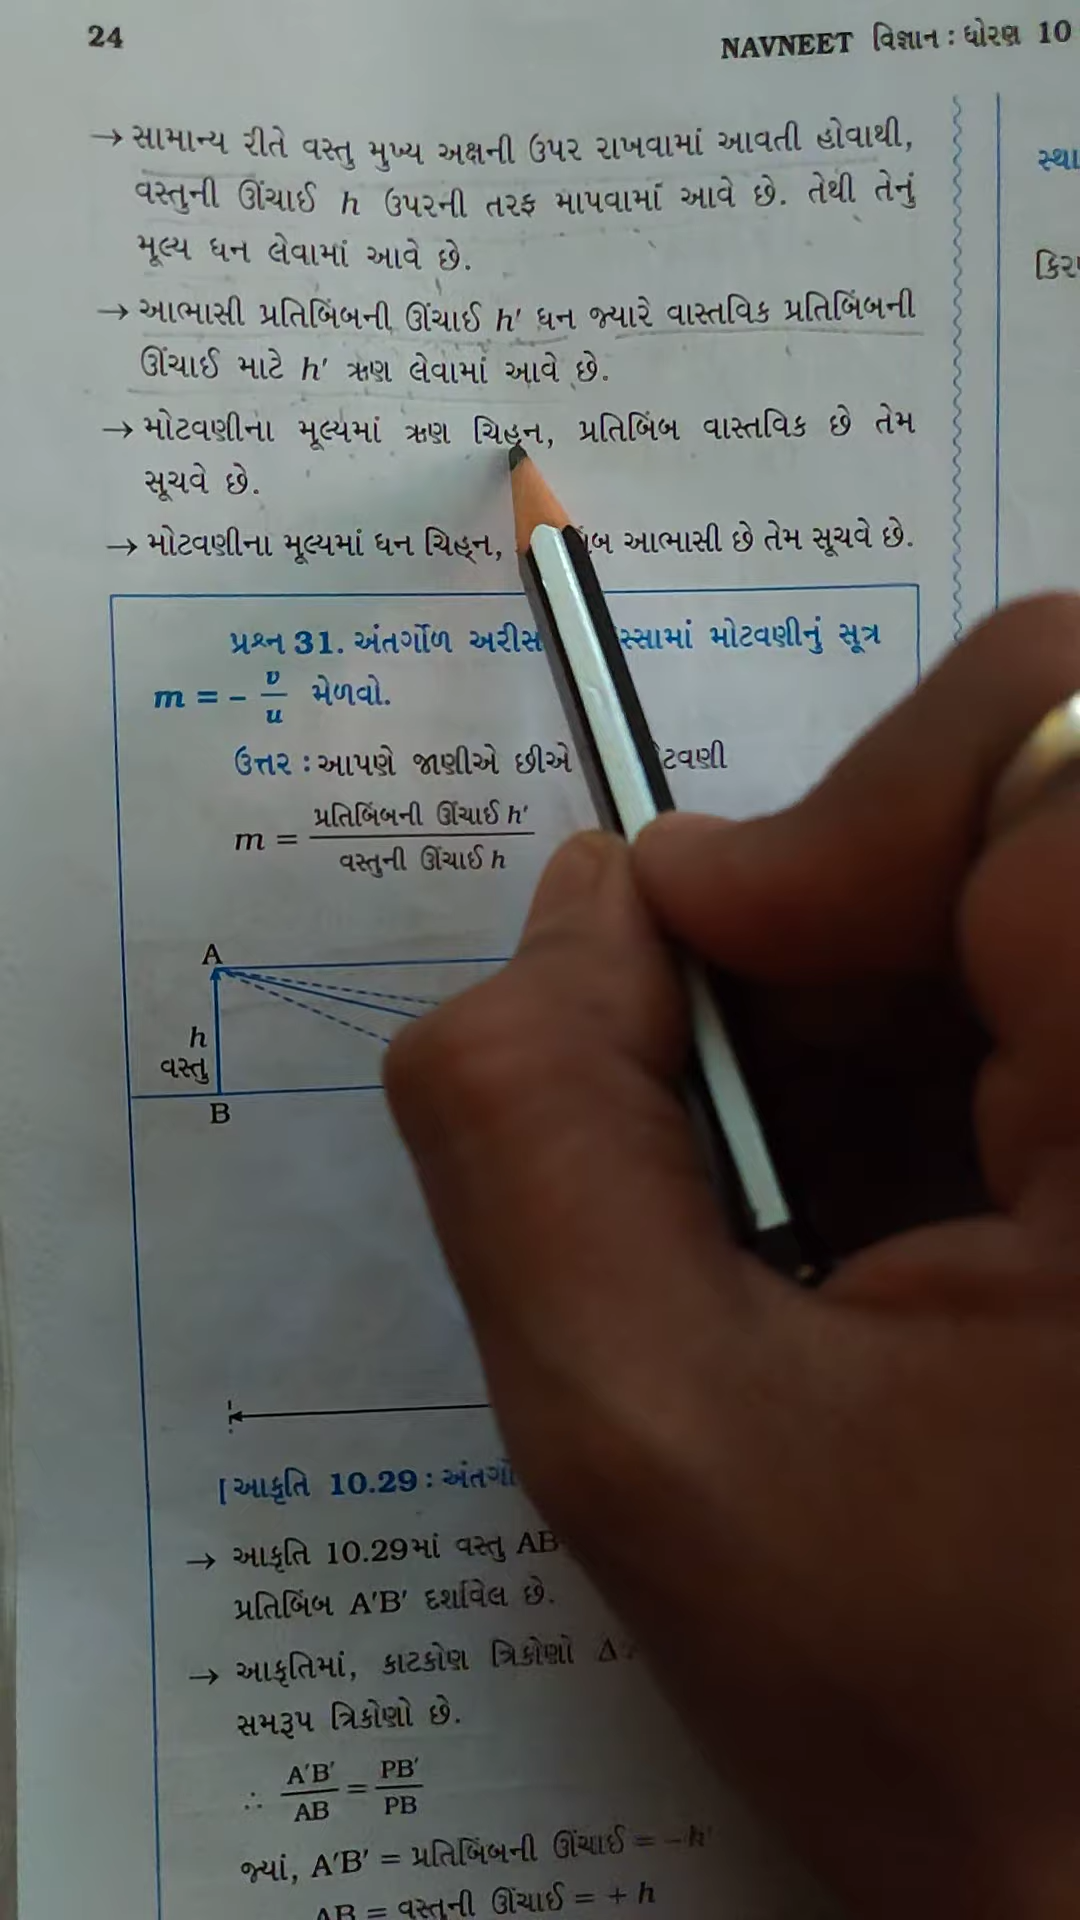 24
NAVNEET વિજ્ઞાન : ધોરણ 10
→ સામાન્ય રીતે વસ્તુ મુખ્ય અક્ષની ઉપર રાખવામાં આવતી હોવાથી,
વસ્તુની ઊંચાઈ h ઉપરની તરફ માપવામાં આવે છે. તેથી તેનું
મૂલ્ય ધન લેવામાં આવે છે.
→ આભાસી પ્રતિબિંબની ઊંચાઈ h′ ધન જ્યારે વાસ્તવિક પ્રતિબિંબની
ઊંચાઈ માટે h′ ઋણ લેવામાં આવે છે.
→ મોટવણીના મૂલ્યમાં ઋણ ચિહ્ન, પ્રતિબિંબ વાસ્તવિક છે તેમ
સૂચવે છે.
→ મોટવણીના મૂલ્યમાં ધન ચિહ્ન, આભાસી છે તેમ સૂચવે છે.
પ્રશ્ન 31. અંતર્ગોળ મોટવણીનું સૂત્ર
m = − v/u મેળવો.
ઉત્તર : આપણે જાણીએ છીએ
m = પ્રતિબિંબની ઊંચાઈ h′ / વસ્તુની ઊંચાઈ h
A
h
વસ્તુ
B
[આકૃતિ 10.29 :
→ આકૃતિ 10.29માં વસ્તુ AB
પ્રતિબિંબ A′B′ દર્શાવેલ છે.
→ આકૃતિમાં, કાટકોણ ત્રિકોણો Δ
સમરૂપ ત્રિકોણો છે.
∴ A′B′/AB = PB′/PB
જ્યાં, A′B′ = પ્રતિબિંબની ઊંચાઈ = −h′
AB = વસ્તુની ઊંચાઈ = + h